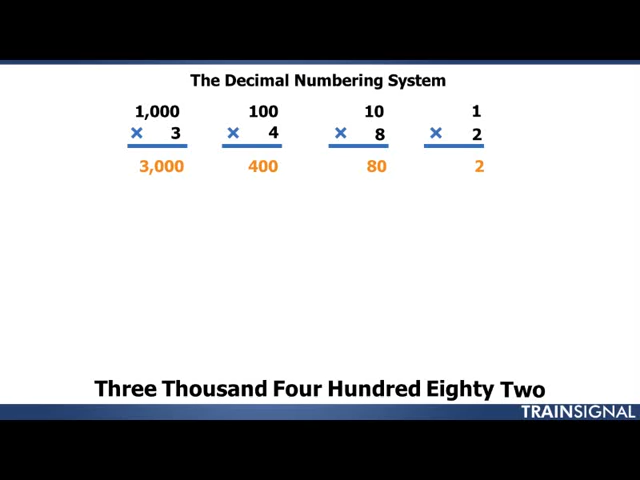 The Decimal Numbering System
1,000 100 10 1
× 3 × 4 × 8 × 2
3,000 400 80 2
Three Thousand Four Hundred Eighty Two
TRAINSIGNAL